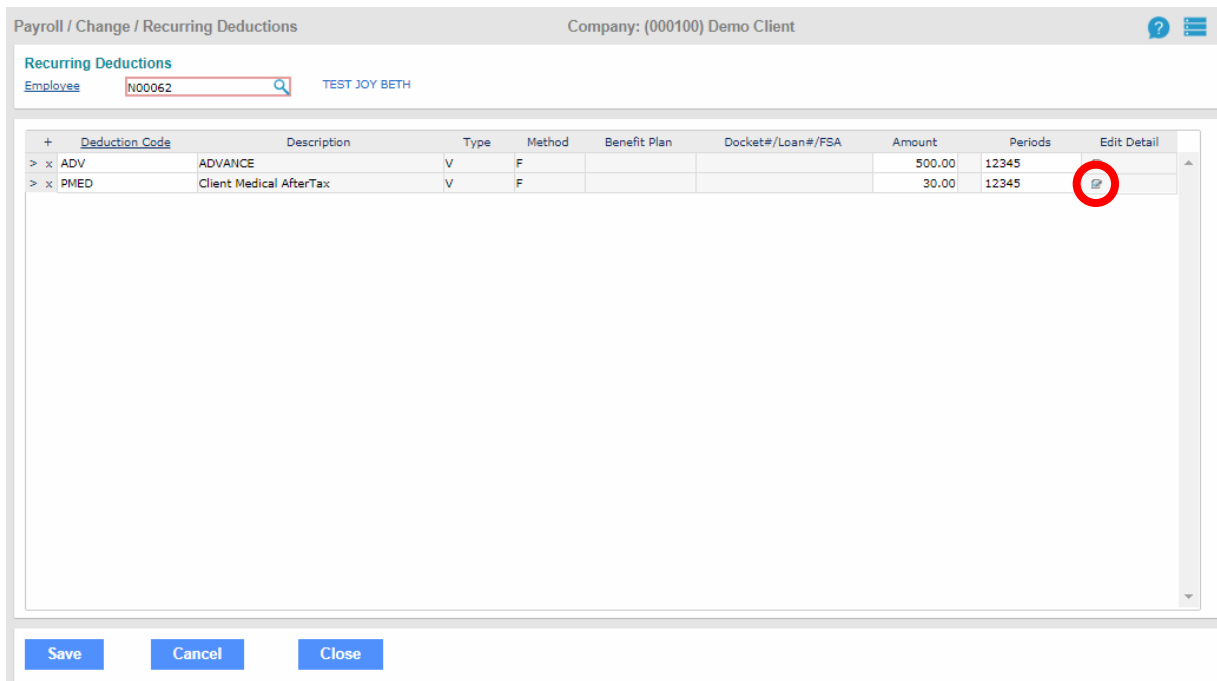 Payroll / Change / Recurring Deductions Company: (000100) Demo Client ?
Recurring Deductions
Employee N00062 TEST JOY BETH
+ Deduction Code Description Type Method Benefit Plan Docket#/Loan#/FSA Amount Periods Edit Detail
> x ADV ADVANCE V F 500.00 12345
> x PMED Client Medical AfterTax V F 30.00 12345
Save Cancel Close